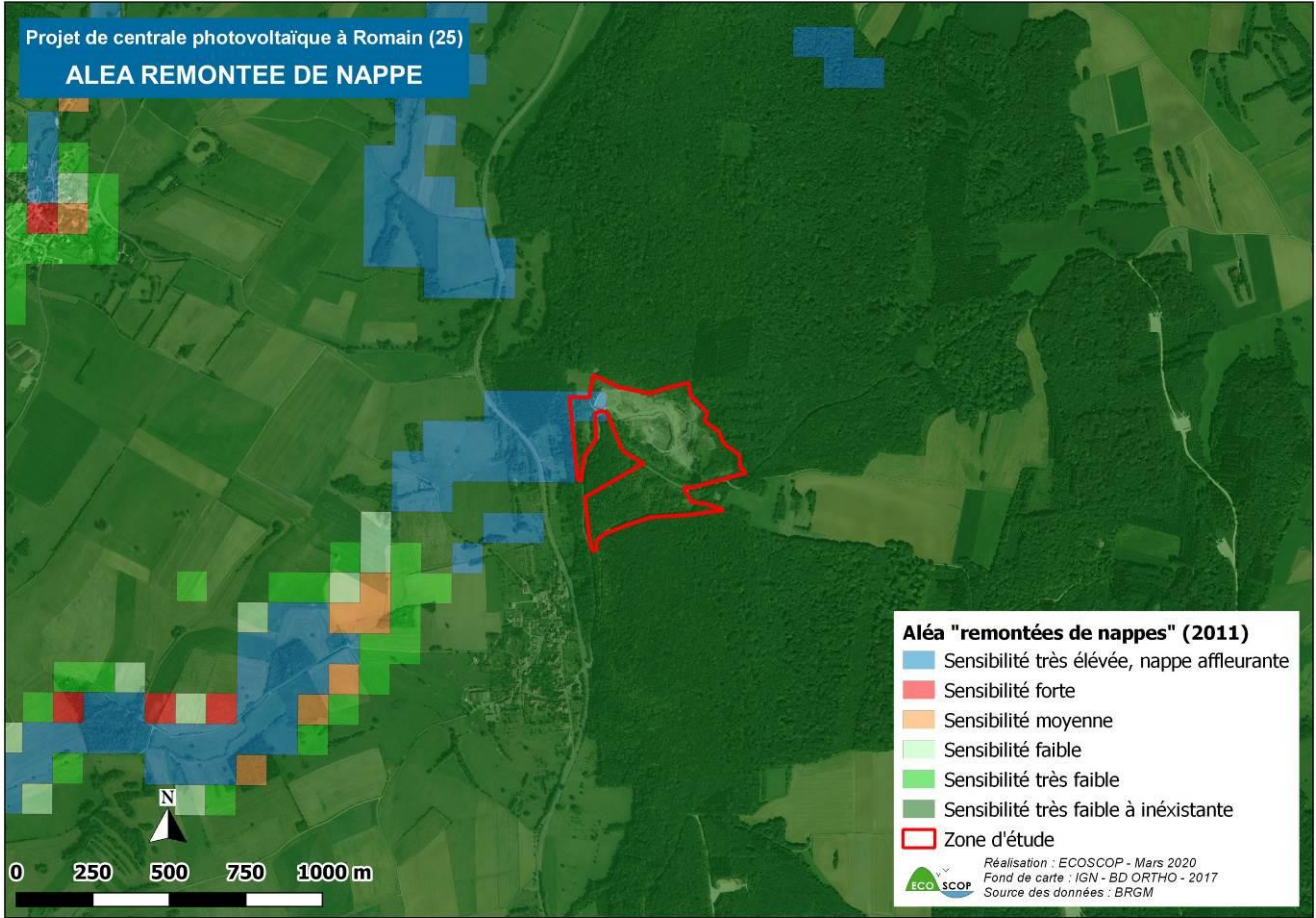 Projet de centrale photovoltaïque à Romain (25)
ALEA REMONTEE DE NAPPE
Aléa "remontées de nappes" (2011)
Sensibilité très élévée, nappe affleurante
Sensibilité forte
Sensibilité moyenne
Sensibilité faible
Sensibilité très faible
Sensibilité très faible à inéxistante
Zone d'étude
Réalisation : ECOSCOP - Mars 2020
Fond de carte : IGN - BD ORTHO - 2017
Source des données : BRGM
ECO SCOP
N
0 250 500 750 1000 m